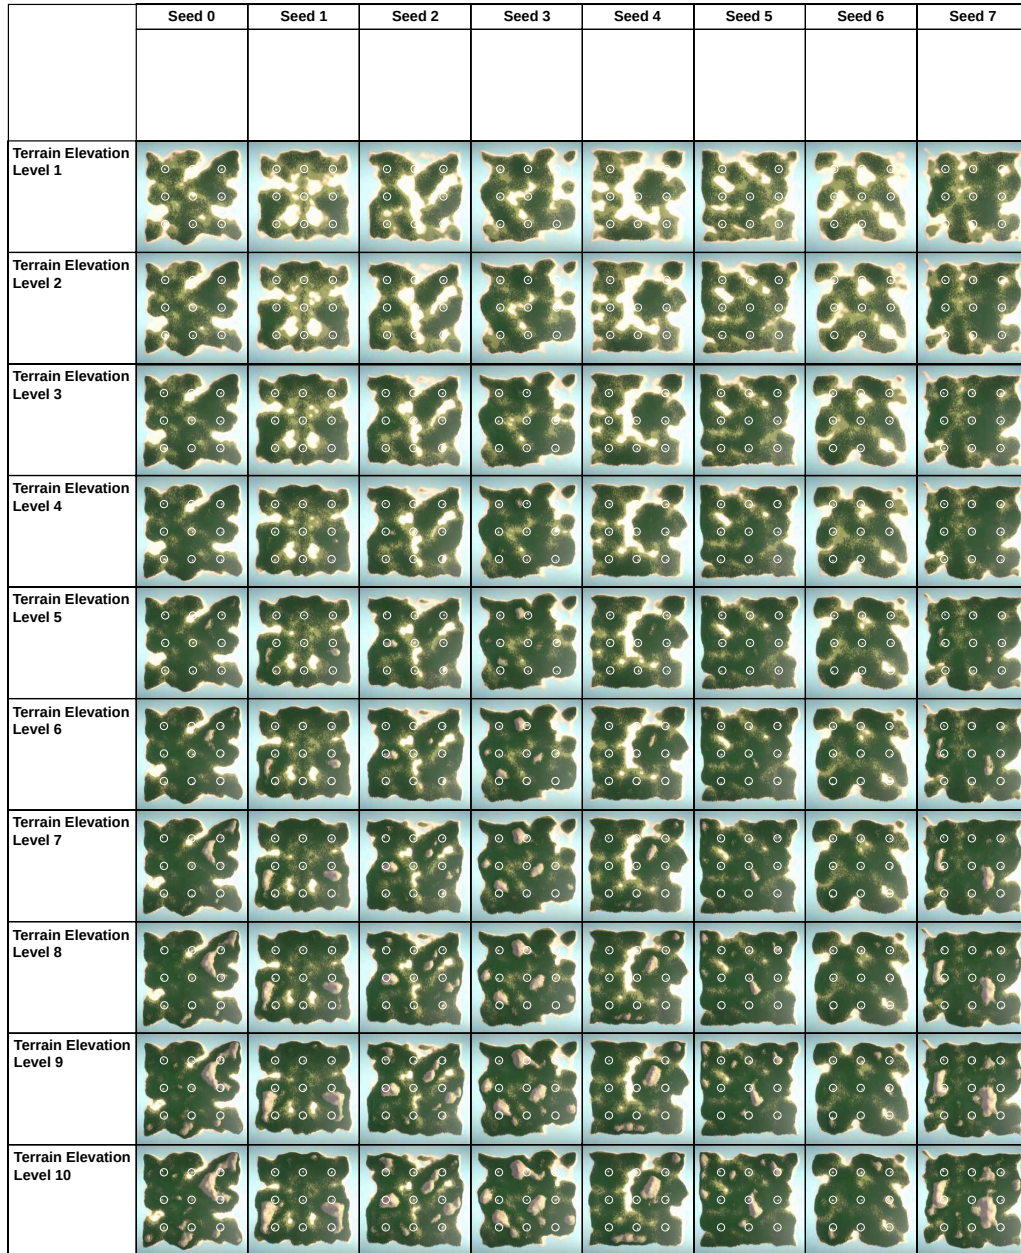 Seed 0 Seed 1 Seed 2 Seed 3 Seed 4 Seed 5 Seed 6 Seed 7
Terrain Elevation
Level 1
Terrain Elevation
Level 2
Terrain Elevation
Level 3
Terrain Elevation
Level 4
Terrain Elevation
Level 5
Terrain Elevation
Level 6
Terrain Elevation
Level 7
Terrain Elevation
Level 8
Terrain Elevation
Level 9
Terrain Elevation
Level 10